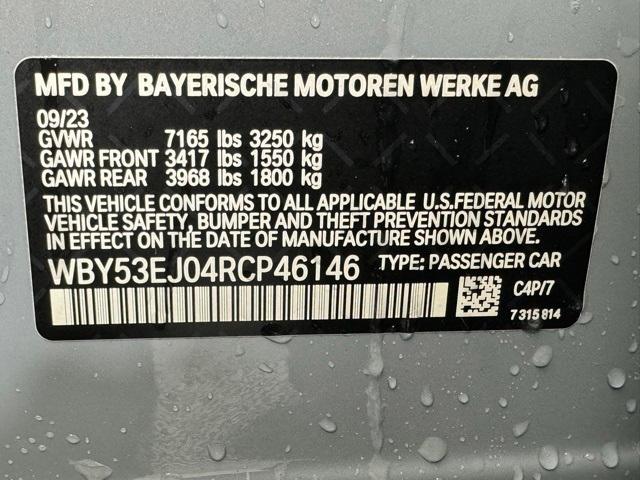 MFD BY BAYERISCHE MOTOREN WERKE AG
09/23
GVWR 7165 lbs 3250 kg
GAWR FRONT 3417 lbs 1550 kg
GAWR REAR 3968 lbs 1800 kg
THIS VEHICLE CONFORMS TO ALL APPLICABLE U.S.FEDERAL MOTOR
VEHICLE SAFETY, BUMPER AND THEFT PREVENTION STANDARDS
IN EFFECT ON THE DATE OF MANUFACTURE SHOWN ABOVE.
WBY53EJ04RCP46146 TYPE: PASSENGER CAR
C4P/7
7 315 814